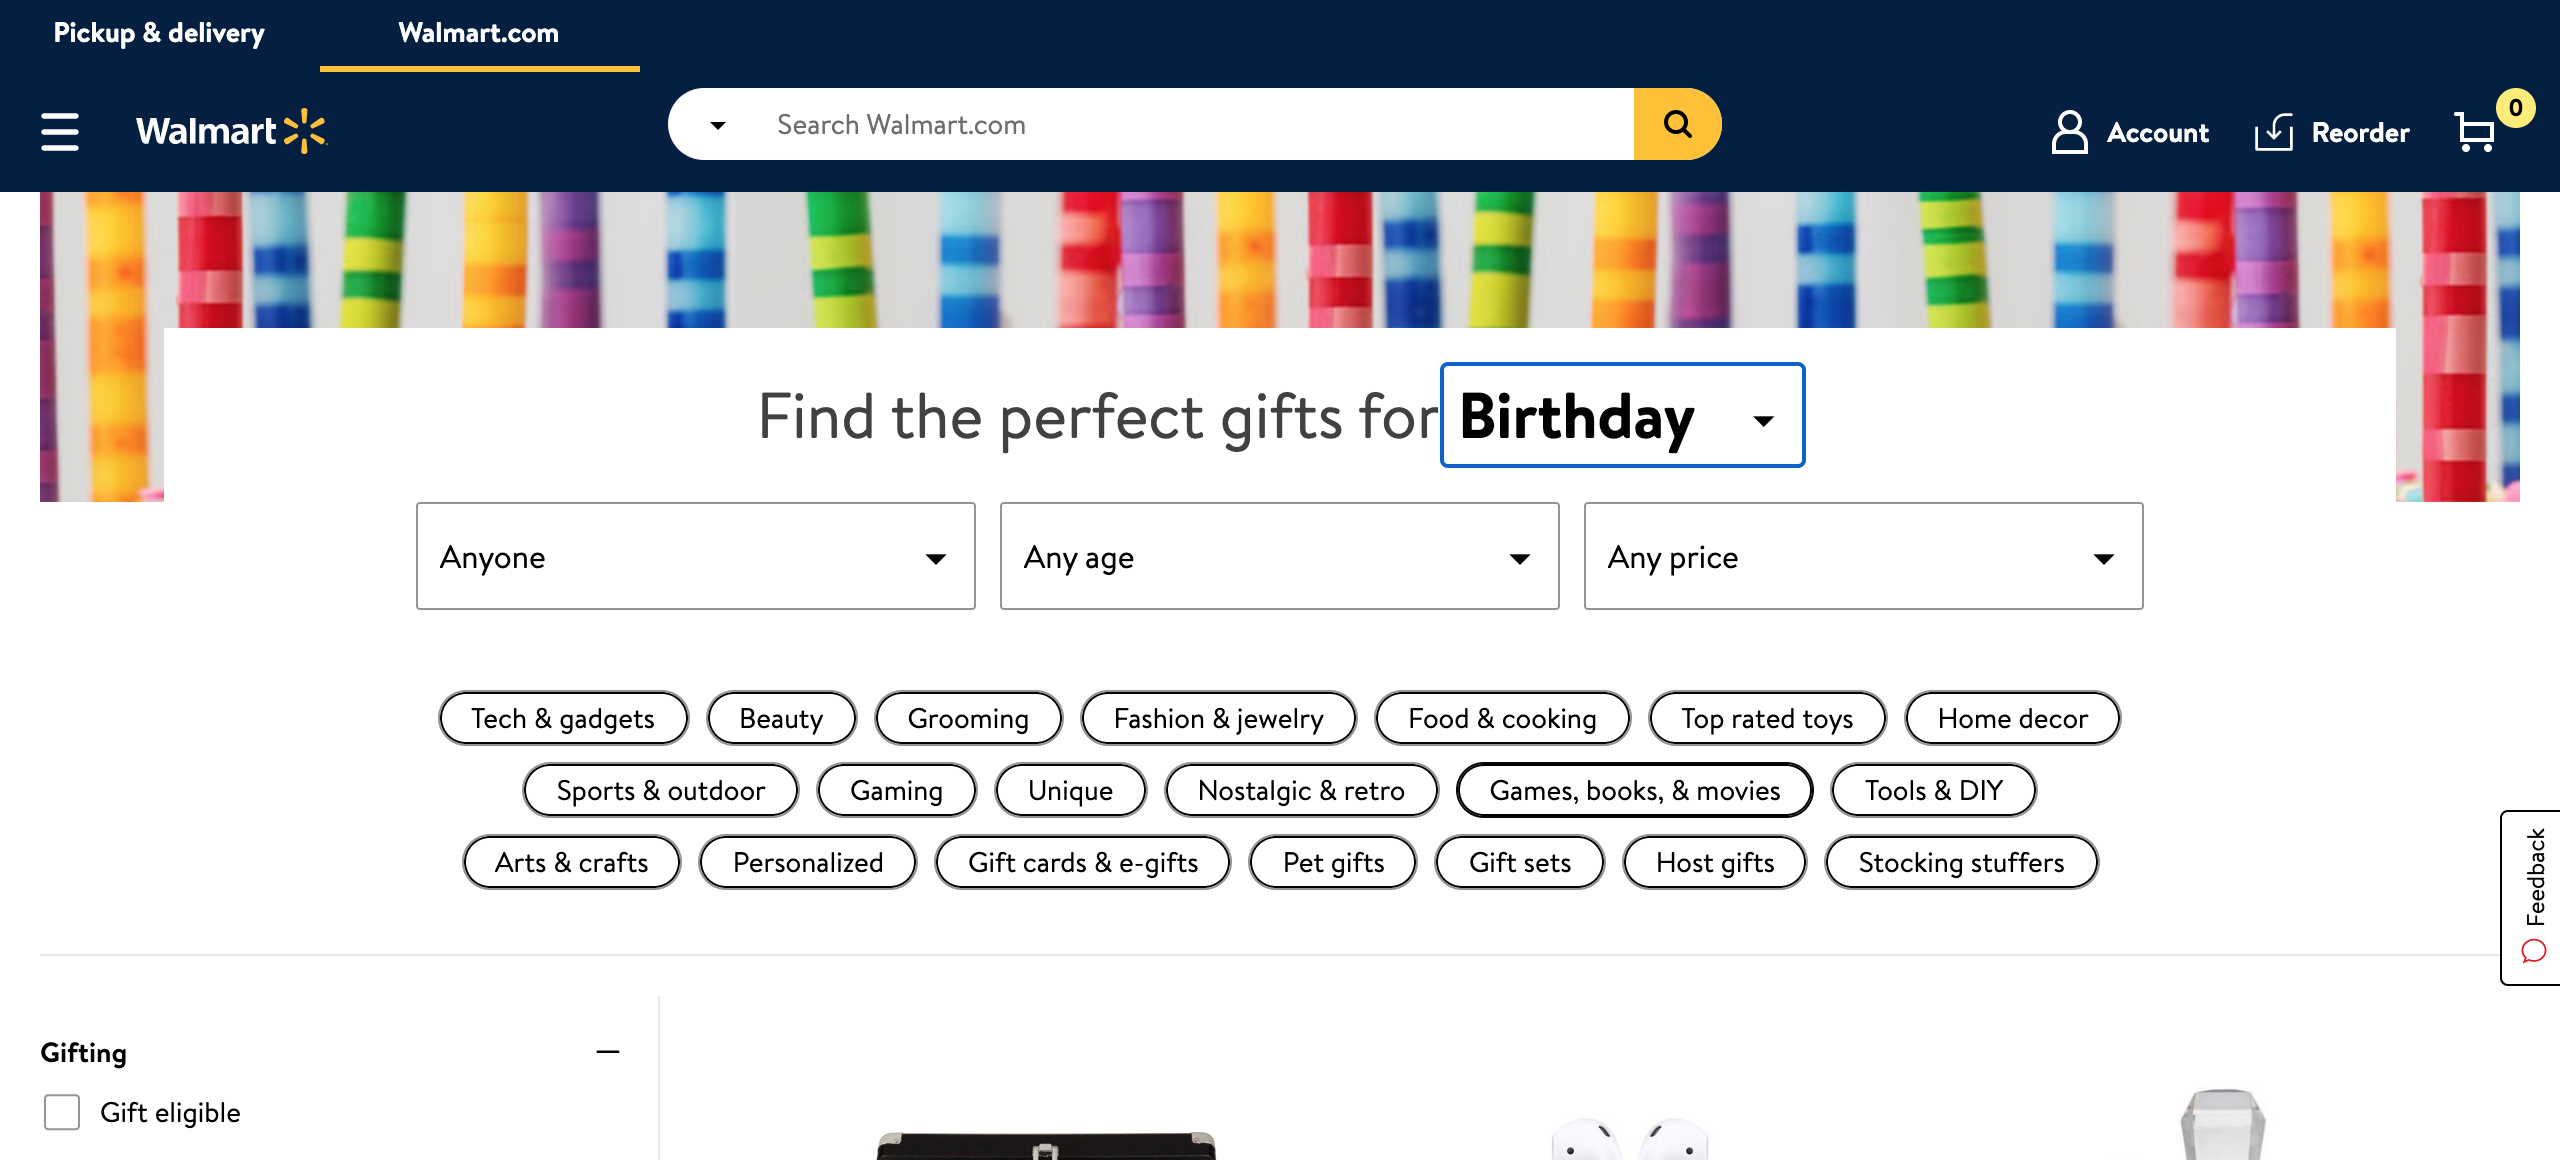 Pickup & delivery Walmart.com
Walmart Search Walmart.com Account Reorder 0
Find the perfect gifts for Birthday
Anyone Any age Any price
Tech & gadgets Beauty Grooming Fashion & jewelry Food & cooking Top rated toys Home decor
Sports & outdoor Gaming Unique Nostalgic & retro Games, books, & movies Tools & DIY
Arts & crafts Personalized Gift cards & e-gifts Pet gifts Gift sets Host gifts Stocking stuffers
Feedback
Gifting
Gift eligible